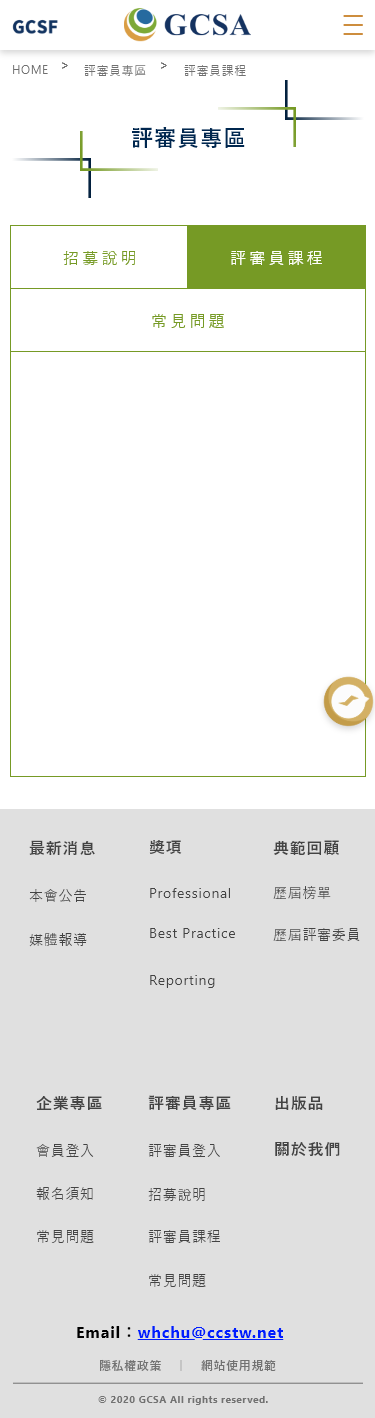 GCSF GCSA
HOME > 評審員專區 > 評審員課程
評審員專區
招募說明 評審員課程
常見問題
最新消息 獎項 典範回顧
本會公告 Professional 歷屆榜單
媒體報導 Best Practice 歷屆評審委員
Reporting
企業專區 評審員專區 出版品
會員登入 評審員登入 關於我們
報名須知 招募說明
常見問題 評審員課程
常見問題
Email：whchu@ccstw.net
隱私權政策 | 網站使用規範
© 2020 GCSA All rights reserved.